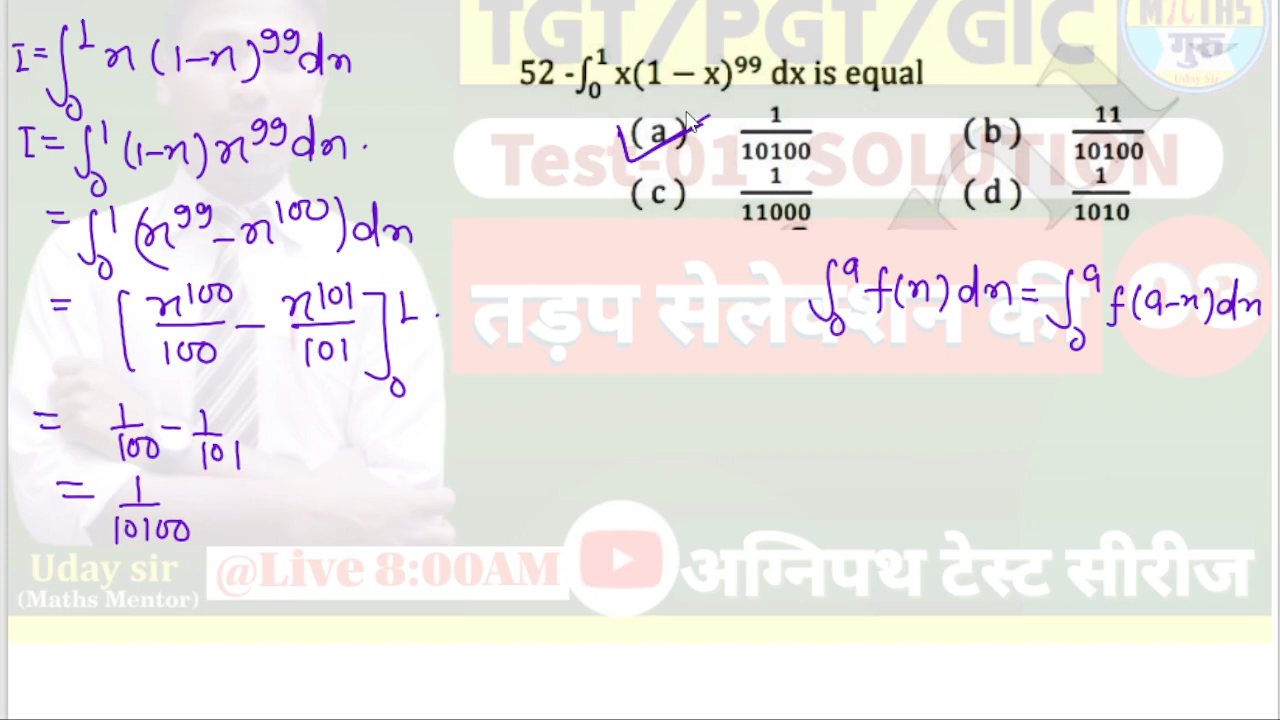 TGT/PGT/GIC
MATHS
गुरु
Uday Sir
52 -∫₀¹ x(1 − x)⁹⁹ dx is equal
(a) 1/10100 (b) 11/10100
(c) 1/11000 (d) 1/1010
Test-01 SOLUTION
तड़प सेलेक्शन की 03
I = ∫₀¹ x (1-x)⁹⁹ dx
I = ∫₀¹ (1-x) x⁹⁹ dx.
= ∫₀¹ (x⁹⁹ - x¹⁰⁰) dx
= [x¹⁰⁰/100 - x¹⁰¹/101]₀¹.
= 1/100 - 1/101
= 1/10100
∫₀ᵃ f(x) dx = ∫₀ᵃ f(a-x) dx
Uday sir
(Maths Mentor)
@Live 8:00AM
अग्निपथ टेस्ट सीरीज